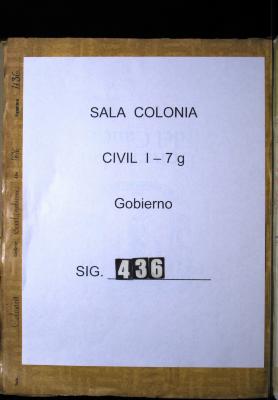 SALA COLONIA
CIVIL I – 7 g
Gobierno
SIG. 436